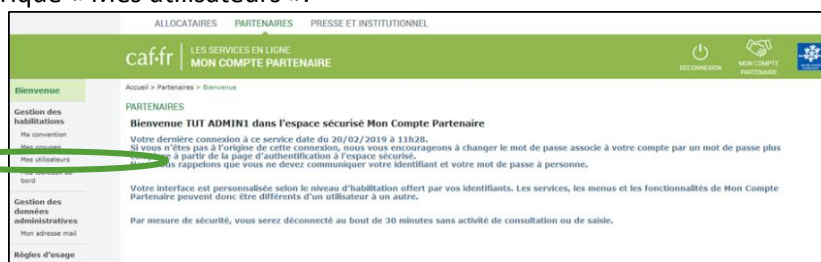 rique « Mes utilisateurs ».
ALLOCATAIRES PARTENAIRES PRESSE ET INSTITUTIONNEL
caf.fr LES SERVICES EN LIGNE
MON COMPTE PARTENAIRE
DECONNEXION
MON COMPTE
PARTENAIRE
Bienvenue
Gestion des
habilitations
Ma convention
Mes groupes
Mes utilisateurs
bord
Gestion des
données
administratives
Mon adresse mail
Règles d'usage
Accueil > Partenaires > Bienvenue
PARTENAIRES
Bienvenue TUT ADMIN1 dans l'espace sécurisé Mon Compte Partenaire
Votre dernière connexion à ce service date du 20/02/2019 à 11h28.
Si vous n'êtes pas à l'origine de cette connexion, nous vous encourageons à changer le mot de passe associé à votre compte par un mot de passe plus
à partir de la page d'authentification à l'espace sécurisé.
rappelons que vous ne devez communiquer votre identifiant et votre mot de passe à personne.
Votre interface est personnalisée selon le niveau d'habilitation offert par vos identifiants. Les services, les menus et les fonctionnalités de Mon Compte
Partenaire peuvent donc être différents d'un utilisateur à un autre.
Par mesure de sécurité, vous serez déconnecté au bout de 30 minutes sans activité de consultation ou de saisie.